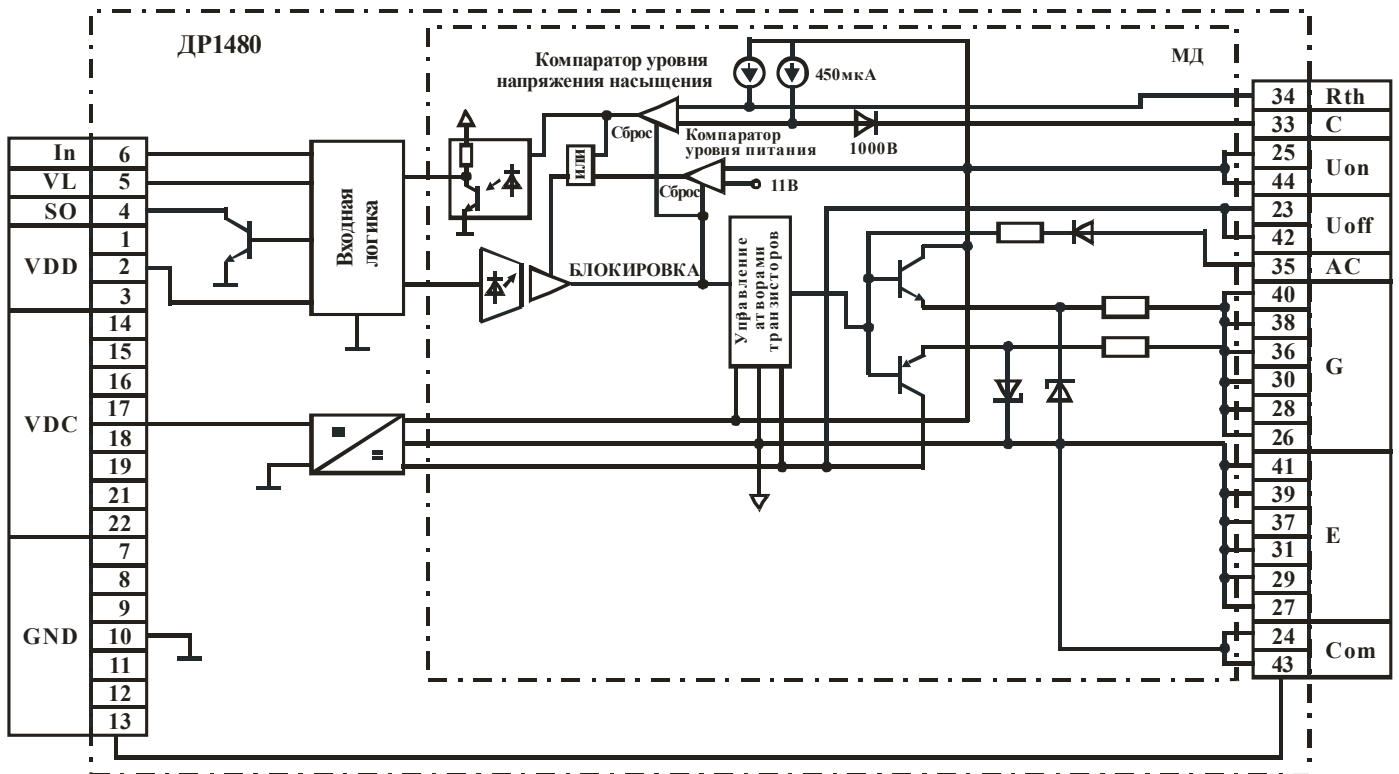 ДР1480
МД
Компаратор уровня
напряжения насыщения
450мкА
Сброс
Компаратор
уровня питания
1000В
или
Сброс
11В
БЛОКИРОВКА
Входная
логика
Управление
атворами
транзисторов
In 6
VL 5
SO 4
1
VDD 2
3
14
15
16
VDC 17
18
19
21
22
7
8
9
GND 10
11
12
13
34 Rth
33 C
25 Uon
44
23 Uoff
42
35 AC
40
38
36 G
30
28
26
41
39
37 E
31
29
27
24 Com
43